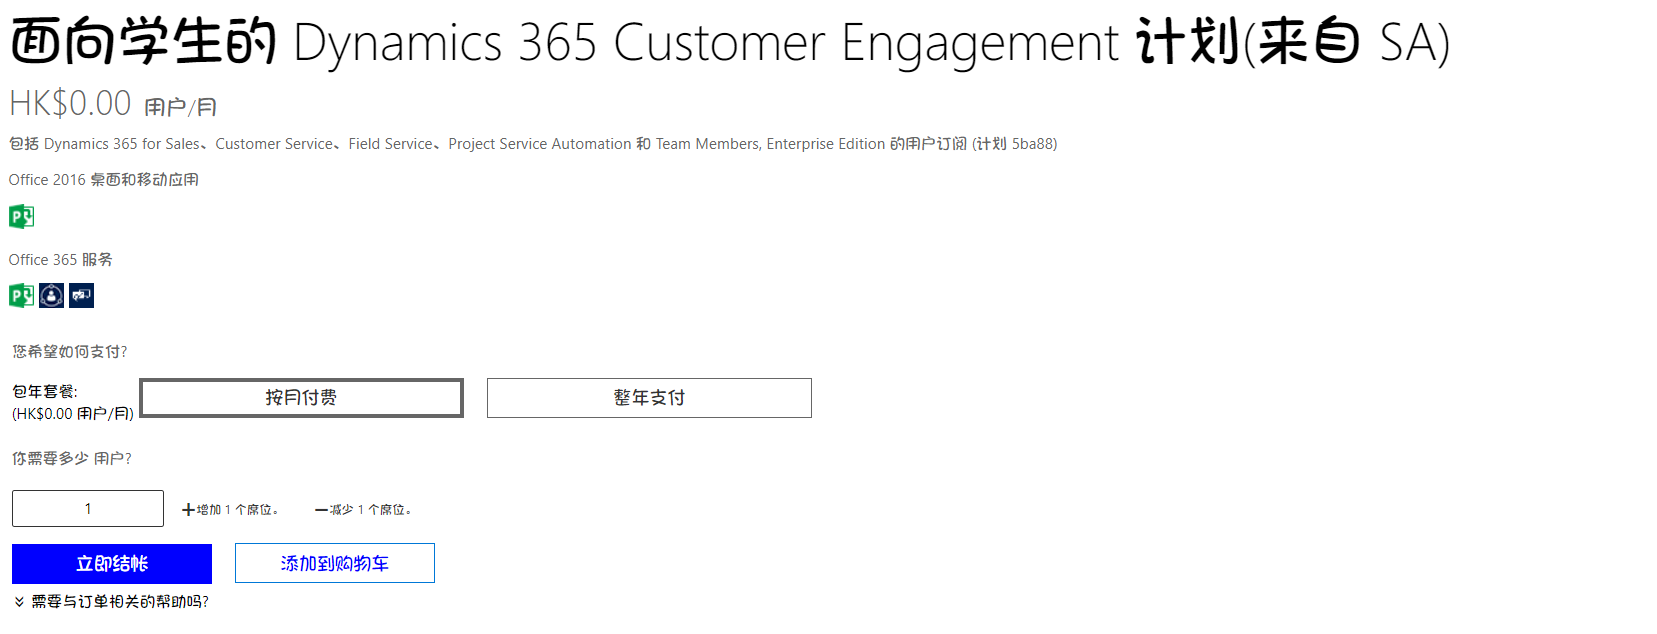 面向学生的 Dynamics 365 Customer Engagement 计划(来自 SA)
HK$0.00 用户/月
包括 Dynamics 365 for Sales、Customer Service、Field Service、Project Service Automation 和 Team Members, Enterprise Edition 的用户订阅 (计划 5ba88)
Office 2016 桌面和移动应用
Office 365 服务
您希望如何支付?
包年套餐:
(HK$0.00 用户/月)
按月付费
整年支付
你需要多少 用户?
1
+增加 1 个席位。
—减少 1 个席位。
立即结帐
添加到购物车
需要与订单相关的帮助吗?